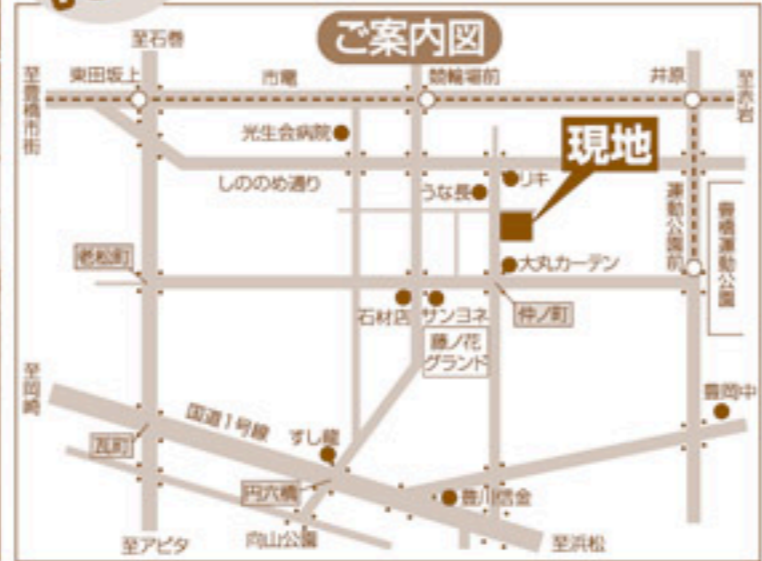 ご案内図
至石巻
至豊橋市街
東田坂上
市電
競輪場前
井原
至赤岩
光生会病院
現地
しののめ通り
リキ
うな長
運動公園前
豊橋運動公園
老松町
大丸カーテン
石材店
サンヨネ
仲ノ町
藤ノ花
グランド
至岡崎
豊岡中
国道1号線
すし龍
瓦町
円六橋
豊川信金
至アピタ
向山公園
至浜松